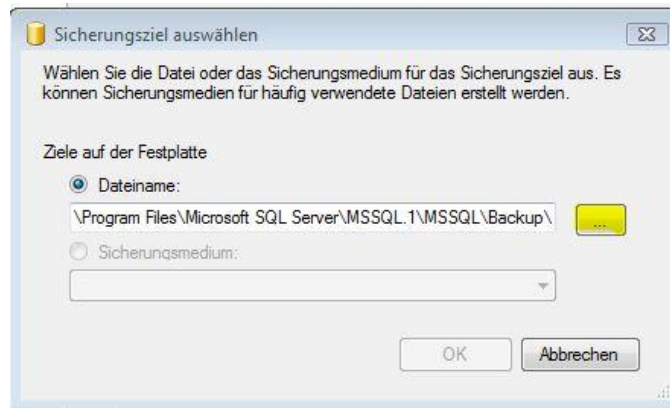 Sicherungsziel auswählen
Wählen Sie die Datei oder das Sicherungsmedium für das Sicherungsziel aus. Es
können Sicherungsmedien für häufig verwendete Dateien erstellt werden.
Ziele auf der Festplatte
Dateiname:
\Program Files\Microsoft SQL Server\MSSQL.1\MSSQL\Backup\
...
Sicherungsmedium:
OK
Abbrechen